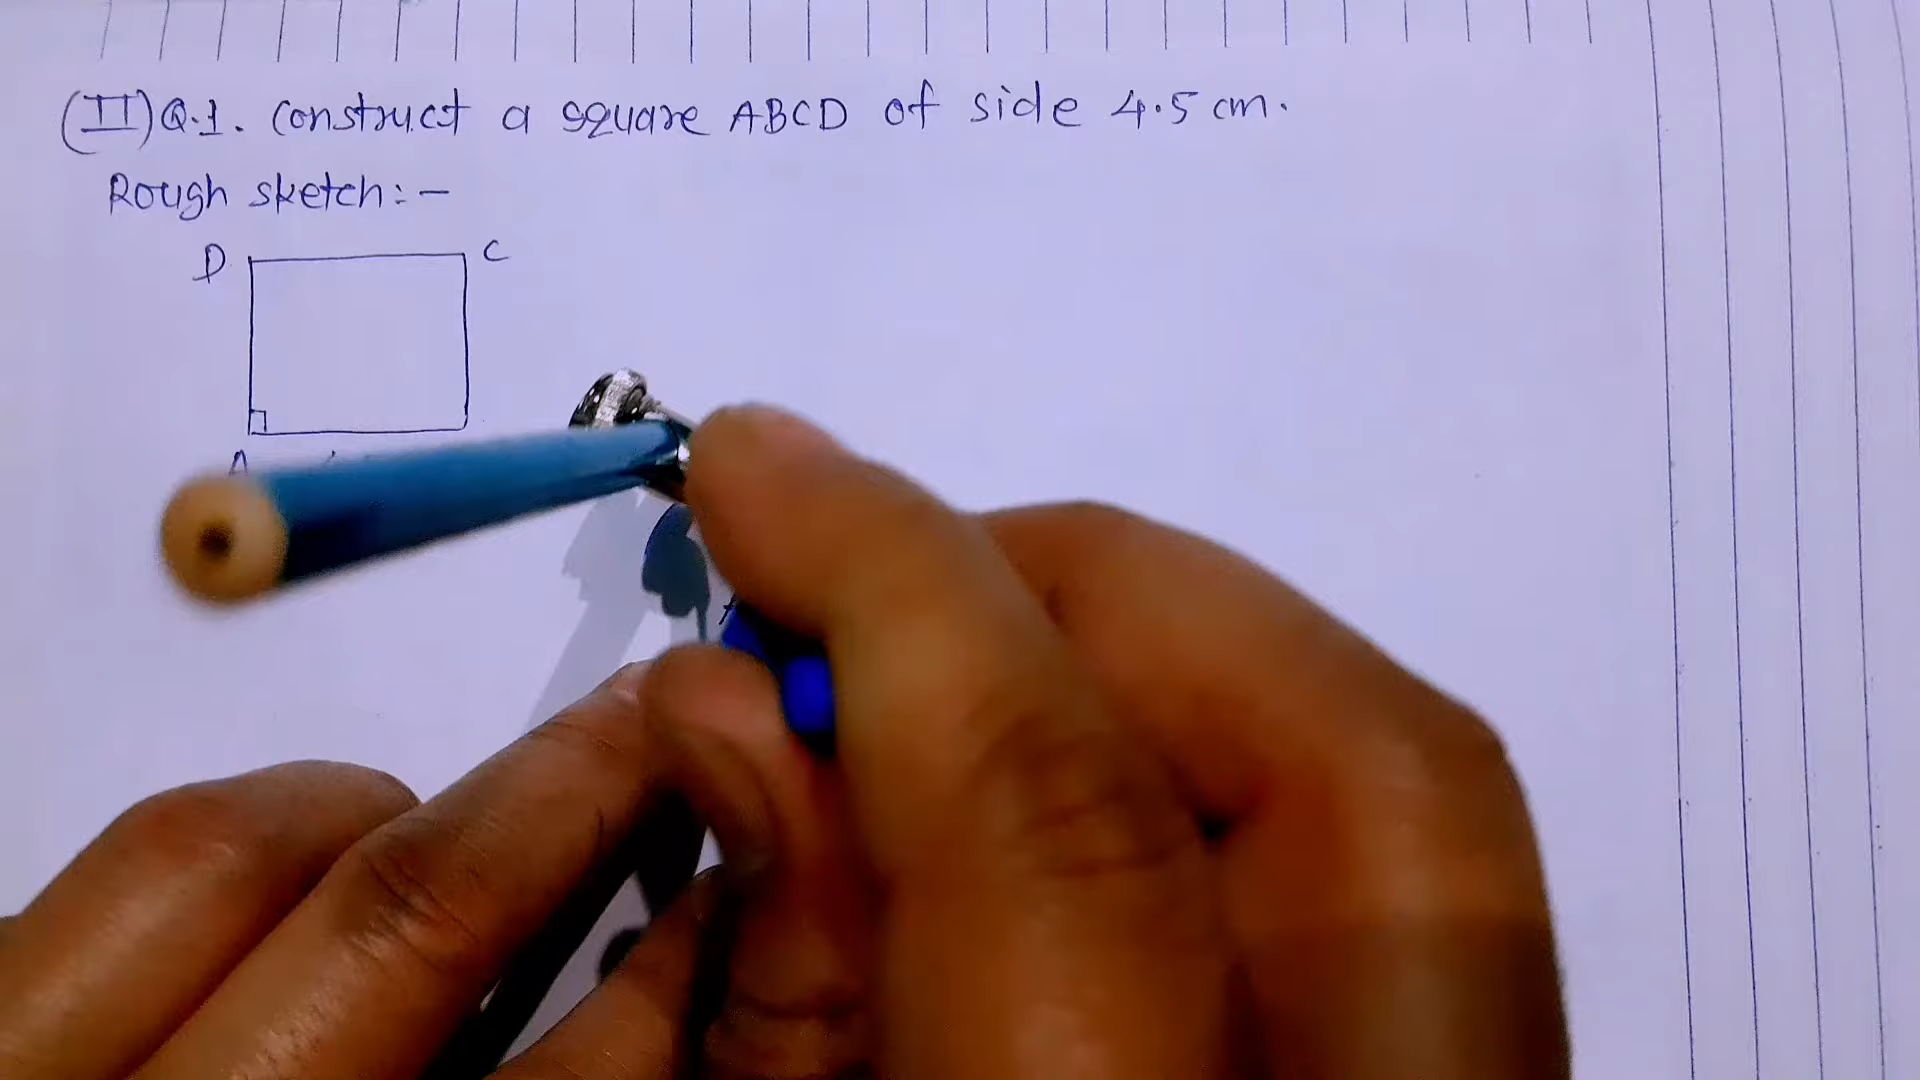 (II) Q.1. Construct a square ABCD of side 4.5 cm.
Rough sketch:-
D C
A